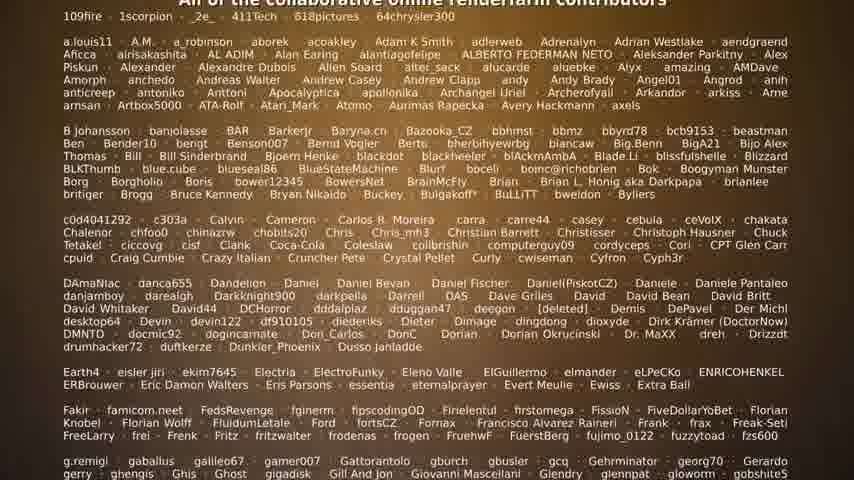 All of the collaborative online renderfarm contributors
109fire · 1scorpion · _2e_ · 411Tech · 618pictures · 64chrysler300
a.louis11 · A.M. · a_robinson · aborek · acoakley · Adam K Smith · adlerweb · Adrenalyn · Adrian Westlake · aendgraend
Aficca · airisakashita · AL ADIM · Alan Earing · alantiagofelipe · ALBERTO FEDERMAN NETO · Aleksander Parkitny · Alex
Piskun · Alexander · Alexandre Dubois · Allen Soard · alter_sack · alucardx · aluetke · Alyx · amazing · AMDave
Amorph · anchedo · Andreas Walter · Andrew Casey · Andrew Clapp · andy · Andy Brady · Angel01 · Angrod · anih
anticreep · antoniko · Anttoni · Apocalyptica · apollonika · Archangel Uriel · Archerofyall · Arkandor · arkiss · Arne
arnsan · Artbox5000 · ATA-Rolf · Atari_Mark · Atomo · Aurimas Rapecka · Avery Hackmann · axels
B Johansson · banjolasse · BAR · BarkerJr · Baryna.cn · Bazooka_CZ · bbhmst · bbmz · bbyrd78 · bcb9153 · beastman
Ben · Bender10 · bengt · Benson007 · Bernd Vogler · Bertu · bherbihyewrbg · biancaw · Big.Benn · BigA21 · Bijo Alex
Thomas · Bill · Bill Sinderbrand · Bjoern Henke · blackdot · blackheeler · blAckmAmbA · Blade.Li · blissfulshelle · Blizzard
BLKThumb · blue.cube · blueseal86 · BlueStateMachine · Blurf · boceli · boinc@richobrien · Bok · Boogyman Munster
Borg · Borgholio · Boris · bower12345 · BowersNet · BrainMcFly · Brian · Brian L. Honig aka Darkpapa · brianlee
britiger · Brogg · Bruce Kennedy · Bryan Nikaido · Buckey · Bulgakoff* · BuLLiTT · bweldon · Byllers
c0d4041292 · c303a · Calvin · Cameron · Carlos R. Moreira · carra · carre44 · casey · cebula · ceVoIX · chakata
Chalenor · chfoo0 · chinazrw · chobits20 · Chris · Chris_mh3 · Christian Barrett · Christisser · Christoph Hausner · Chuck
Tetakel · ciccovg · cisf · Clank · Coca-Cola · Coleslaw · colibrishin · computerguy09 · cordyceps · Cori · CPT Glen Carr
cpuid · Craig Cumbie · Crazy Italian · Cruncher Pete · Crystal Pellet · Curly · cwiseman · Cyfron · Cyph3r
DAmaNIac · danca655 · Dandelion · Daniel · Daniel Bevan · Daniel Fischer · Daniel(PiskotCZ) · Daniele · Daniele Pantaleo
danjamboy · darealgh · Darkknight900 · darkpella · Darrell · DAS · Dave Griles · David · David Bean · David Britt
David Whitaker · David44 · DCHorror · dddalpiaz · dduggan47 · deegon · [deleted] · Demis · DePavel · Der Michl
desktop64 · Devin · devin122 · df910105 · diederiks · Dieter · Dimage · dingdong · dioxyde · Dirk Krämer (DoctorNow)
DMNTD · docmic92 · dogincarnate · Don_Carlos · DonC · Dorian · Dorian Okrucinski · Dr. MaXX · dreh · Drizzdt
drumhacker72 · duftkerze · Dunkler_Phoenix · Dusso Janladde
Earth4 · eisler jiri · ekim7645 · Electria · ElectroFunky · Eleno Valle · ElGuillermo · elmander · eLPeCKo · ENRICOHENKEL
ERBrouwer · Eric Damon Walters · Eris Parsons · essentia · eternalprayer · Evert Meulie · Ewiss · Extra Ball
Fakir · famicom.neet · FedsRevenge · fginerm · fipscodingOD · Firielentul · firstomega · FissioN · FiveDollarYoBet · Florian
Knobel · Florian Wolff · FluidumLetale · Ford · fortsCZ · Fornax · Francisco Alvarez Raineri · Frank · frax · Freak-Seti
FreeLarry · frei · Frenk · Fritz · fritzwalter · frodenas · frogen · FruehwF · FuerstBerg · fujimo_0122 · fuzzytoad · fzs600
g.remigi · gaballus · galileo67 · gamer007 · Gattorantolo · gburch · gbusler · gcq · Gehrminator · georg70 · Gerardo
gerry · ghengis · Ghis · Ghost · gigadisk · Gill And Jon · Giovanni Mascellani · Glendry · glennpat · gloworm · gobshite5